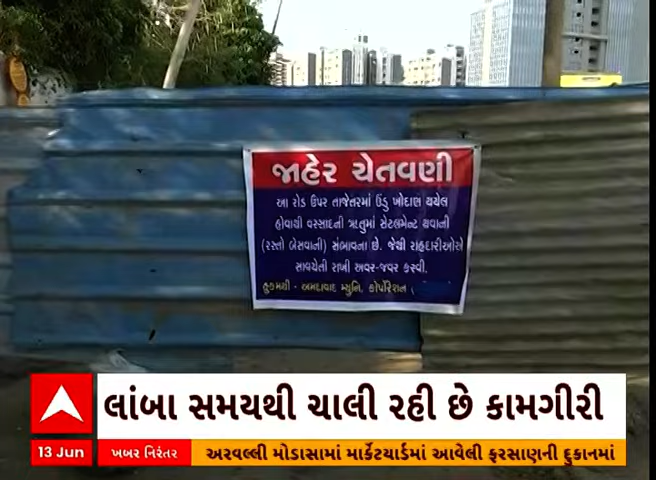 જાહેર ચેતવણી
આ રોડ ઉપર તાજેતરમાં ઉંડુ ખોદાણ થયેલ
હોવાથી વરસાદની ઋતુમાં સેટલમેન્ટ થવાની
(રસ્તો બેસવાની) સંભાવના છે. જેથી રાહદારીઓએ
સાવચેતી રાખી અવર-જવર કરવી.
હુકમથી - અમદાવાદ મ્યુનિ. કોર્પોરેશન
લાંબા સમયથી ચાલી રહી છે કામગીરી
13 Jun ખબર નિરંતર અરવલ્લી મોડાસામાં માર્કેટયાર્ડમાં આવેલી ફરસાણની દુકાનમાં